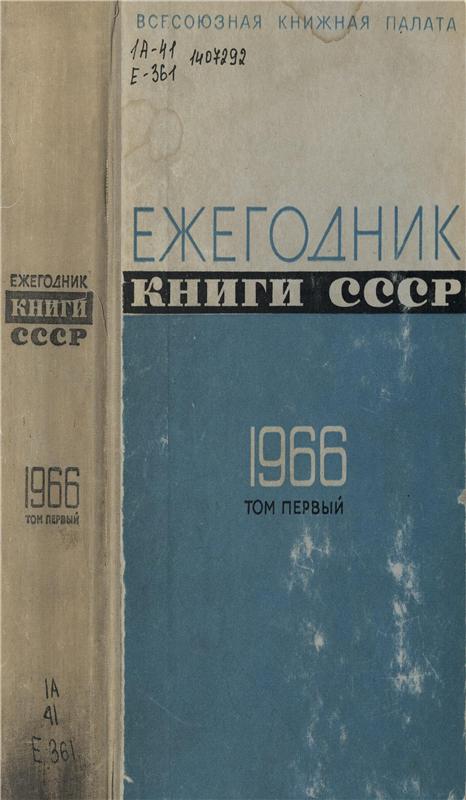 ВСЕСОЮЗНАЯ КНИЖНАЯ ПАЛАТА
1А-41 1407292
Е-361
ЕЖЕГОДНИК
КНИГИ СССР
1966
ТОМ ПЕРВЫЙ
ЕЖЕГОДНИК
КНИГИ
СССР
1966
ТОМ ПЕРВЫЙ
1А
41
Е 361